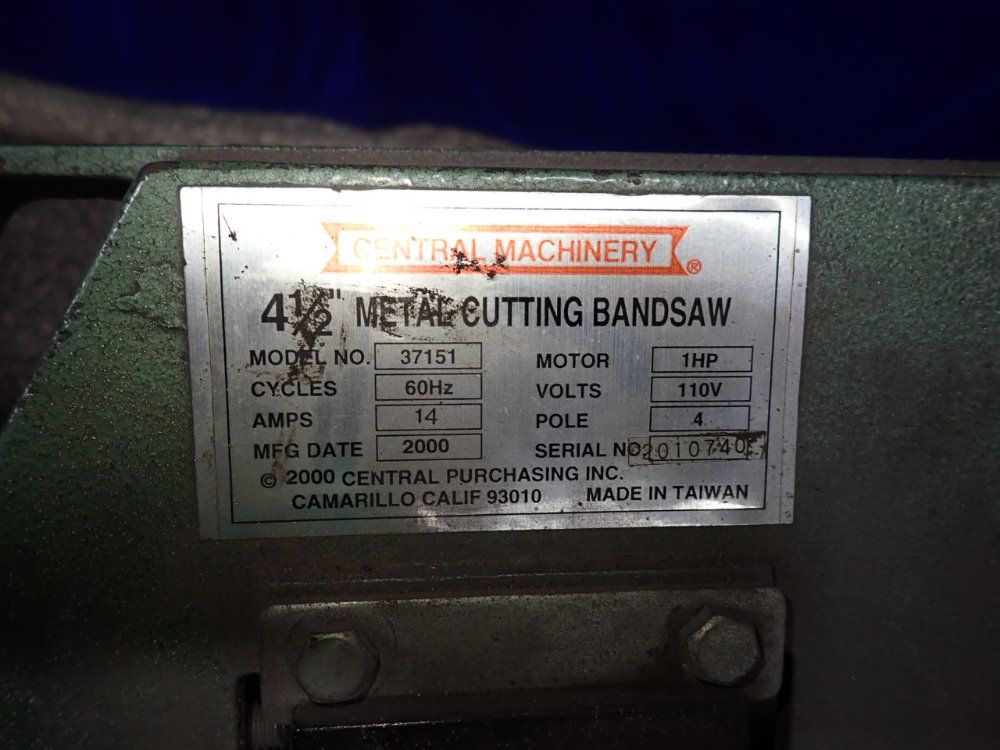 CENTRAL MACHINERY ®
4½" METAL CUTTING BANDSAW
MODEL NO. 37151 MOTOR 1HP
CYCLES 60Hz VOLTS 110V
AMPS 14 POLE 4
MFG DATE 2000 SERIAL NO
© 2000 CENTRAL PURCHASING INC.
CAMARILLO CALIF 93010 MADE IN TAIWAN